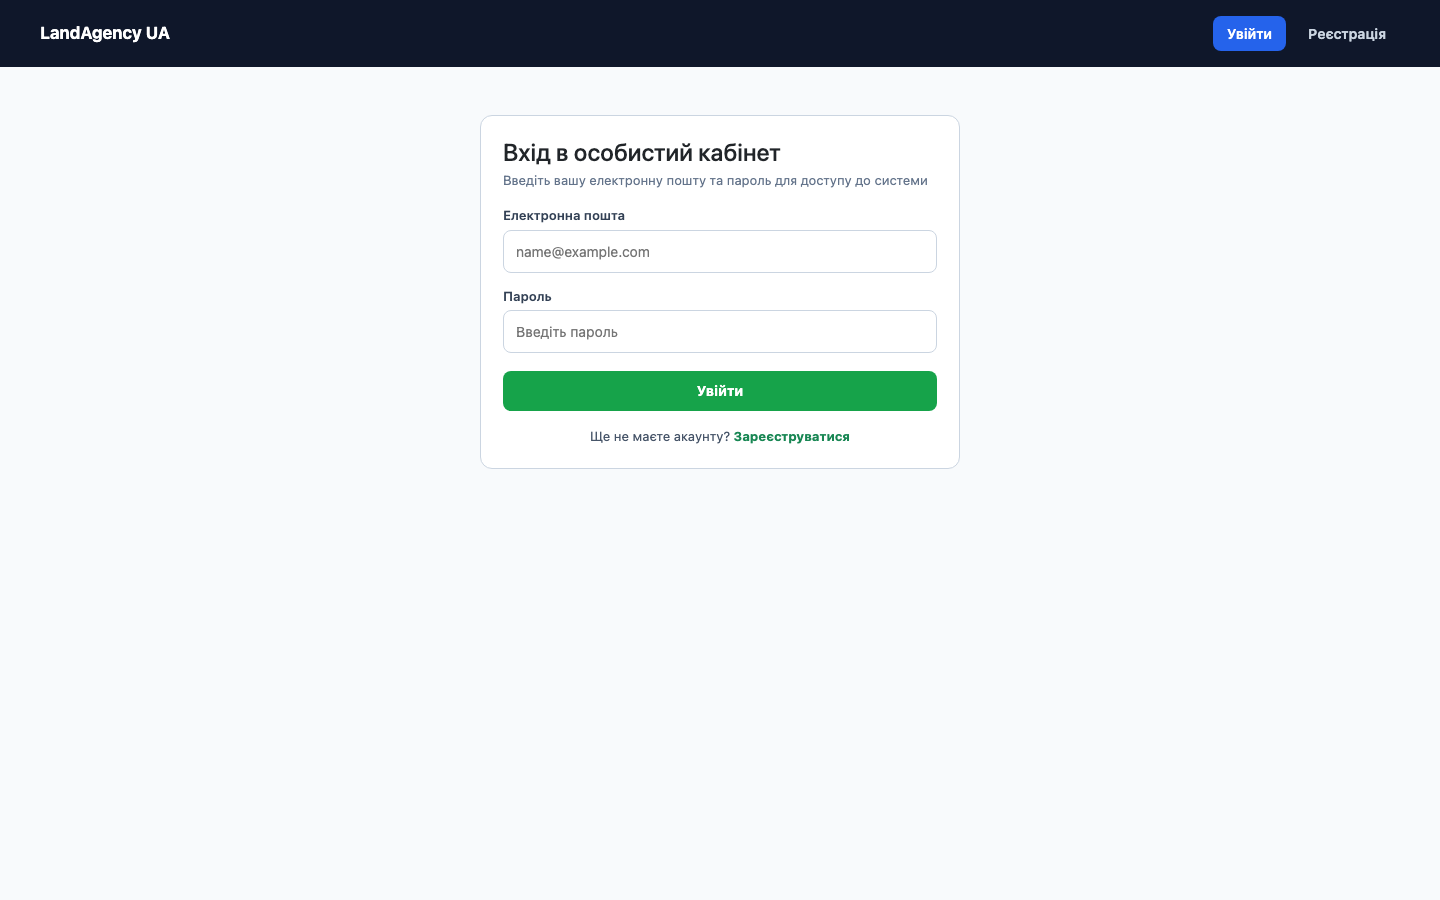 LandAgency UA
Увійти
Реєстрація
Вхід в особистий кабінет
Введіть вашу електронну пошту та пароль для доступу до системи
Електронна пошта
name@example.com
Пароль
Введіть пароль
Увійти
Ще не маєте акаунту? Зареєструватися